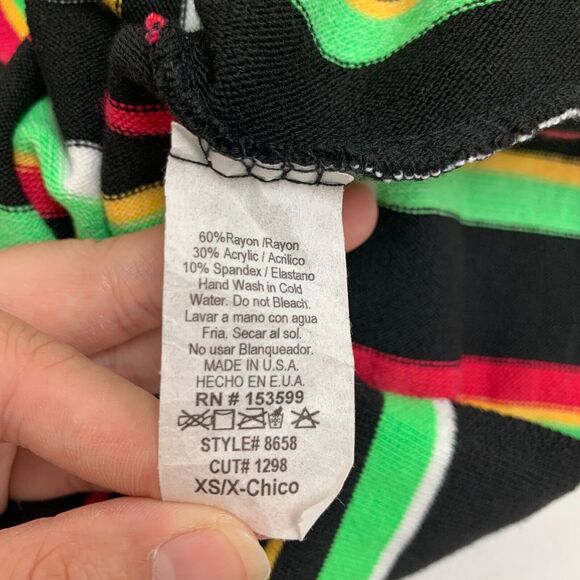 60%Rayon /Rayon
30% Acrylic / Acrilico
10% Spandex / Elastano
Hand Wash in Cold
Water. Do not Bleach.
Lavar a mano con agua
Fria. Secar al sol.
No usar Blanqueador.
MADE IN U.S.A.
HECHO EN E.U.A.
RN # 153599
STYLE# 8658
CUT# 1298
XS/X-Chico